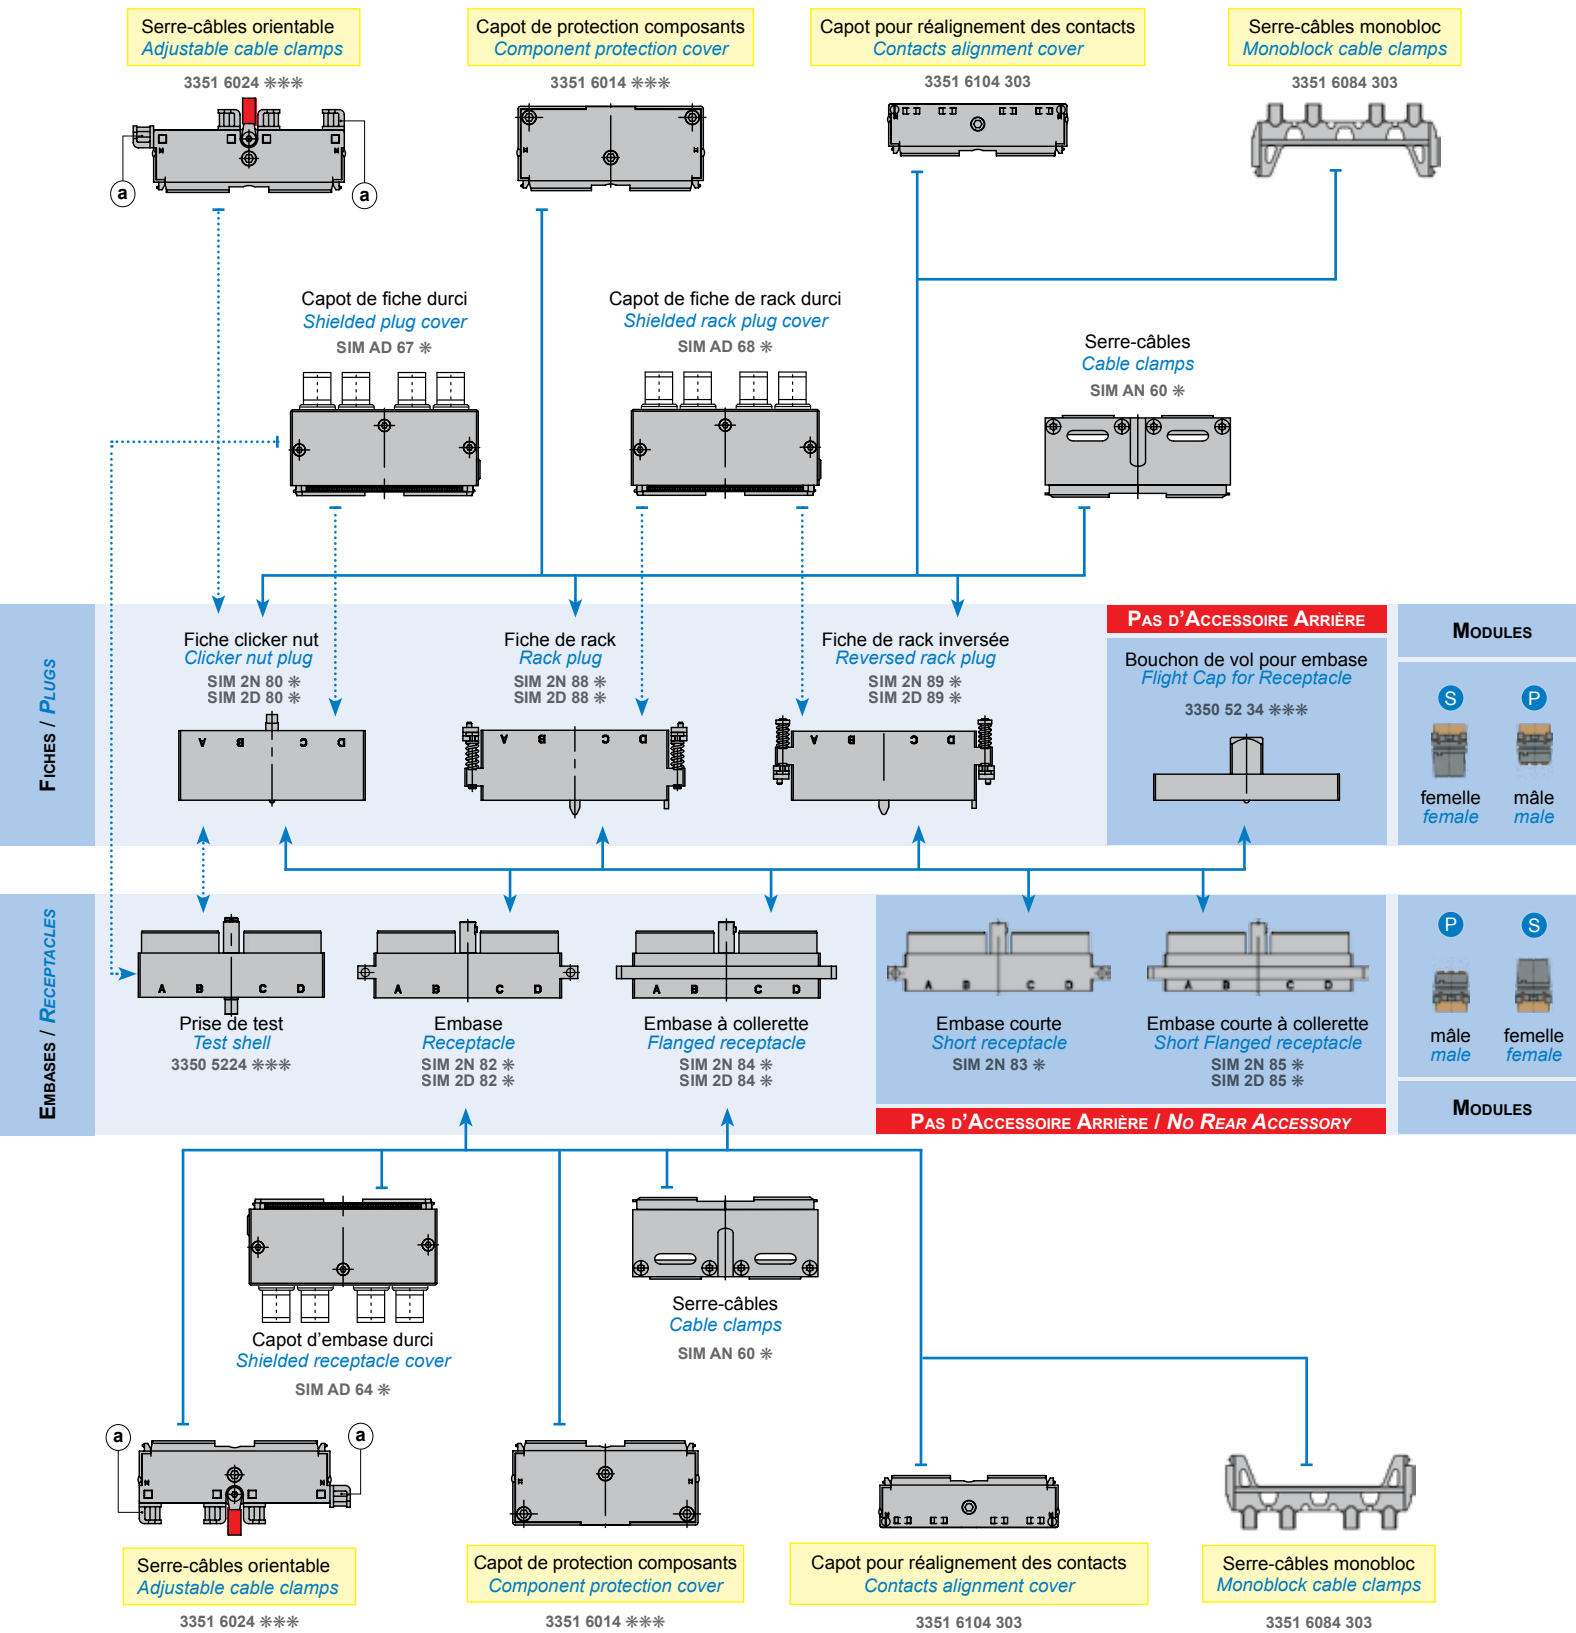 Serre-câbles orientable
Adjustable cable clamps
3351 6024 ✳✳✳
a
a
Capot de protection composants
Component protection cover
3351 6014 ✳✳✳
Capot pour réalignement des contacts
Contacts alignment cover
3351 6104 303
Serre-câbles monobloc
Monoblock cable clamps
3351 6084 303
Capot de fiche durci
Shielded plug cover
SIM AD 67 ✳
Capot de fiche de rack durci
Shielded rack plug cover
SIM AD 68 ✳
Serre-câbles
Cable clamps
SIM AN 60 ✳
Fiches / Plugs
Fiche clicker nut
Clicker nut plug
SIM 2N 80 ✳
SIM 2D 80 ✳
A B C D
Fiche de rack
Rack plug
SIM 2N 88 ✳
SIM 2D 88 ✳
A B C D
Fiche de rack inversée
Reversed rack plug
SIM 2N 89 ✳
SIM 2D 89 ✳
A B C D
Pas d'Accessoire Arrière
Bouchon de vol pour embase
Flight Cap for Receptacle
3350 52 34 ✳✳✳
Modules
S P
femelle mâle
female male
Embases / Receptacles
A B C D
Prise de test
Test shell
3350 5224 ✳✳✳
A B C D
Embase
Receptacle
SIM 2N 82 ✳
SIM 2D 82 ✳
A B C D
Embase à collerette
Flanged receptacle
SIM 2N 84 ✳
SIM 2D 84 ✳
A B C D
Embase courte
Short receptacle
SIM 2N 83 ✳
A B C D
Embase courte à collerette
Short Flanged receptacle
SIM 2N 85 ✳
SIM 2D 85 ✳
Pas d'Accessoire Arrière / No Rear Accessory
P S
mâle femelle
male female
Modules
Capot d'embase durci
Shielded receptacle cover
SIM AD 64 ✳
Serre-câbles
Cable clamps
SIM AN 60 ✳
a
a
Serre-câbles orientable
Adjustable cable clamps
3351 6024 ✳✳✳
Capot de protection composants
Component protection cover
3351 6014 ✳✳✳
Capot pour réalignement des contacts
Contacts alignment cover
3351 6104 303
Serre-câbles monobloc
Monoblock cable clamps
3351 6084 303